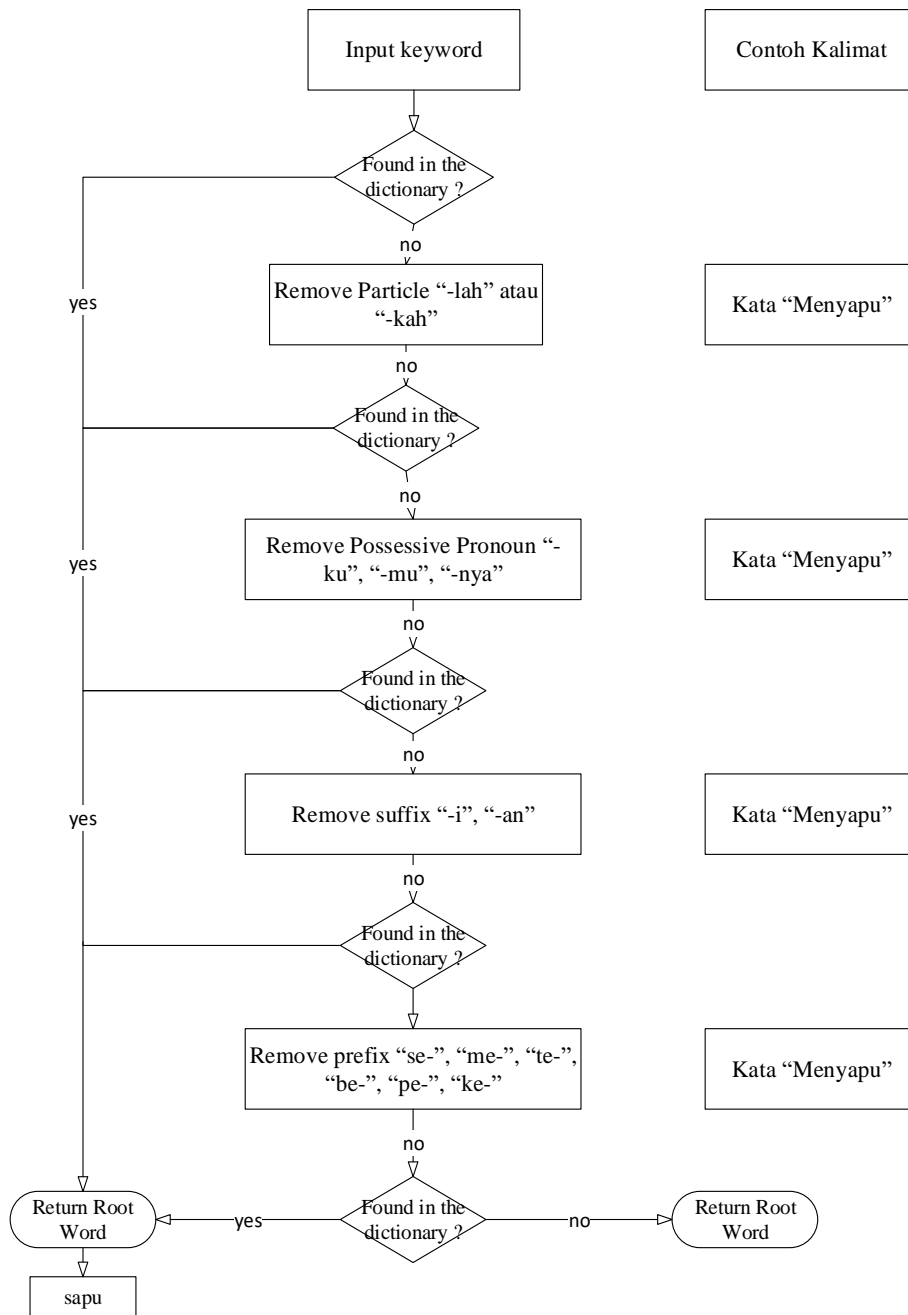 Input keyword
Contoh Kalimat
Found in the
dictionary ?
no
yes
Remove Particle “-lah” atau
“-kah”
Kata “Menyapu”
no
Found in the
dictionary ?
no
yes
Remove Possessive Pronoun “-
ku”, “-mu”, “-nya”
Kata “Menyapu”
no
Found in the
dictionary ?
no
yes
Remove suffix “-i”, “-an”
Kata “Menyapu”
no
Found in the
dictionary ?
Remove prefix “se-”, “me-”, “te-”,
“be-”, “pe-”, “ke-”
Kata “Menyapu”
no
Return Root
Word
yes
Found in the
dictionary ?
no
Return Root
Word
sapu